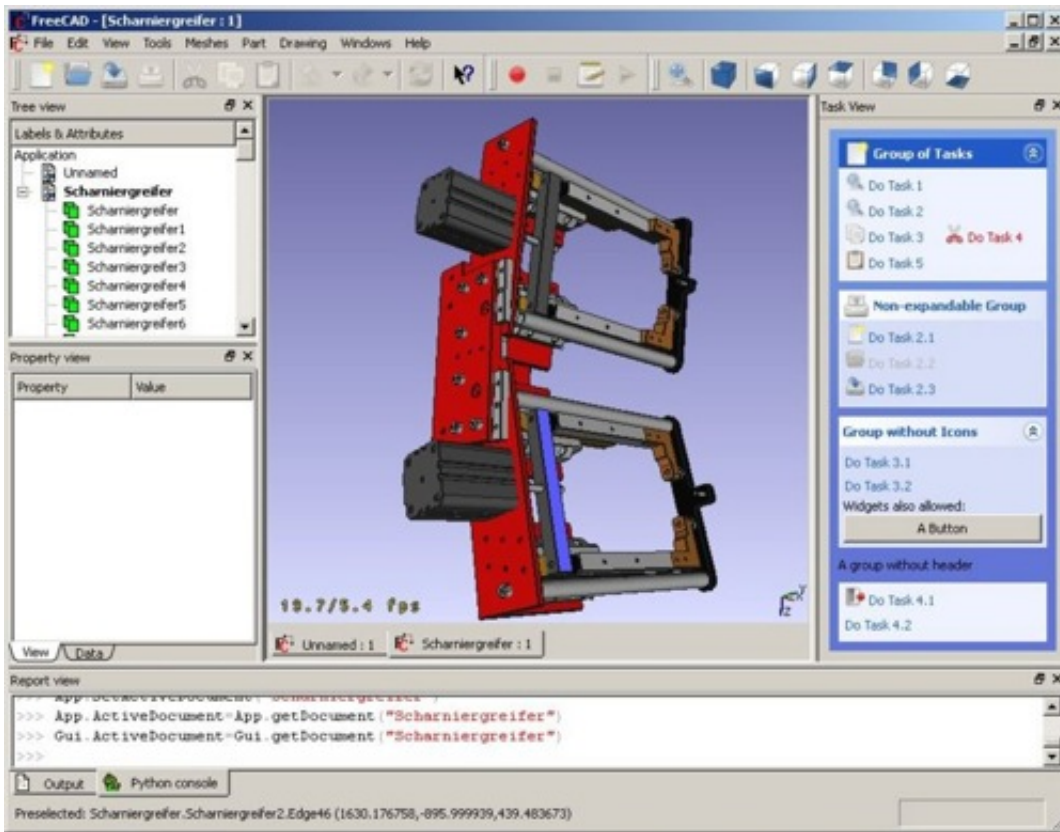 FreeCAD - [Scharniergreifer : 1]
File Edit View Tools Meshes Part Drawing Windows Help
Tree view
Labels & Attributes
Application
Unnamed
Scharniergreifer
Scharniergreifer
Scharniergreifer1
Scharniergreifer2
Scharniergreifer3
Scharniergreifer4
Scharniergreifer5
Scharniergreifer6
Property view
Property Value
View Data
19.7/5.4 fps
Unnamed : 1 Scharniergreifer : 1
Task View
Group of Tasks
Do Task 1
Do Task 2
Do Task 3 Do Task 4
Do Task 5
Non-expandable Group
Do Task 2.1
Do Task 2.2
Do Task 2.3
Group without Icons
Do Task 3.1
Do Task 3.2
Widgets also allowed:
A Button
A group without header
Do Task 4.1
Do Task 4.2
Report view
>>> App.ActiveDocument=App.getDocument("Scharniergreifer")
>>> Gui.ActiveDocument=Gui.getDocument("Scharniergreifer")
>>>
Output Python console
Preselected: Scharniergreifer.Scharniergreifer2.Edge46 (1630.176758,-895.999939,439.483673)